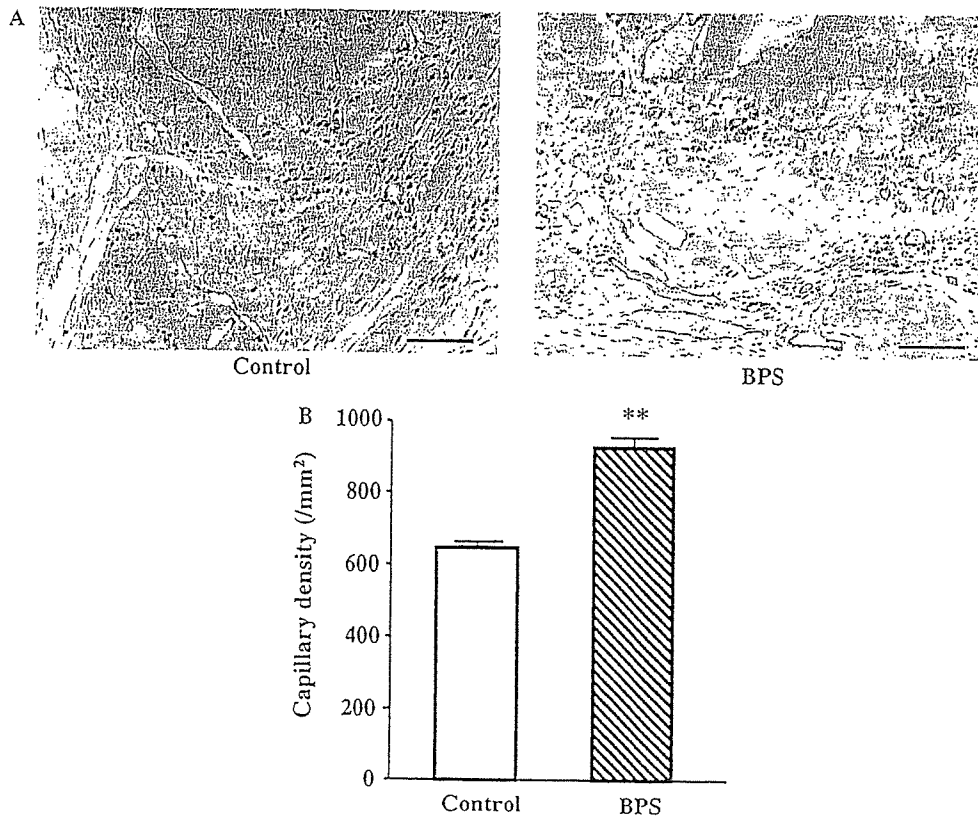 A
Control
BPS
B
**
Capillary density (/mm²)
1000
800
600
400
200
0
Control
BPS